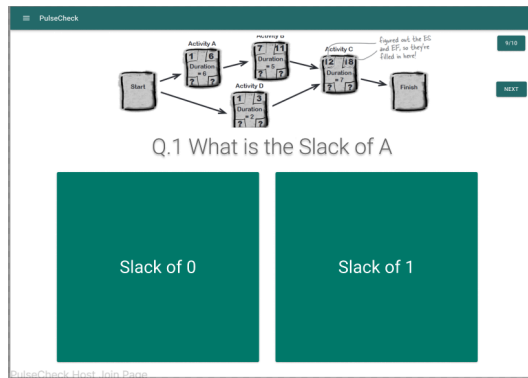 PulseCheck
9/10
NEXT
Activity A
1 6
Duration
= 6
? ?
Activity B
7 11
Duration
= 5
? ?
Activity C
12 18
Duration
= 7
? ?
figured out the ES
and EF, so they're
filled in here!
Start
Activity D
1 3
Duration
= 2
? ?
Finish
Q.1 What is the Slack of A
Slack of 0
Slack of 1
PulseCheck Host Join Page